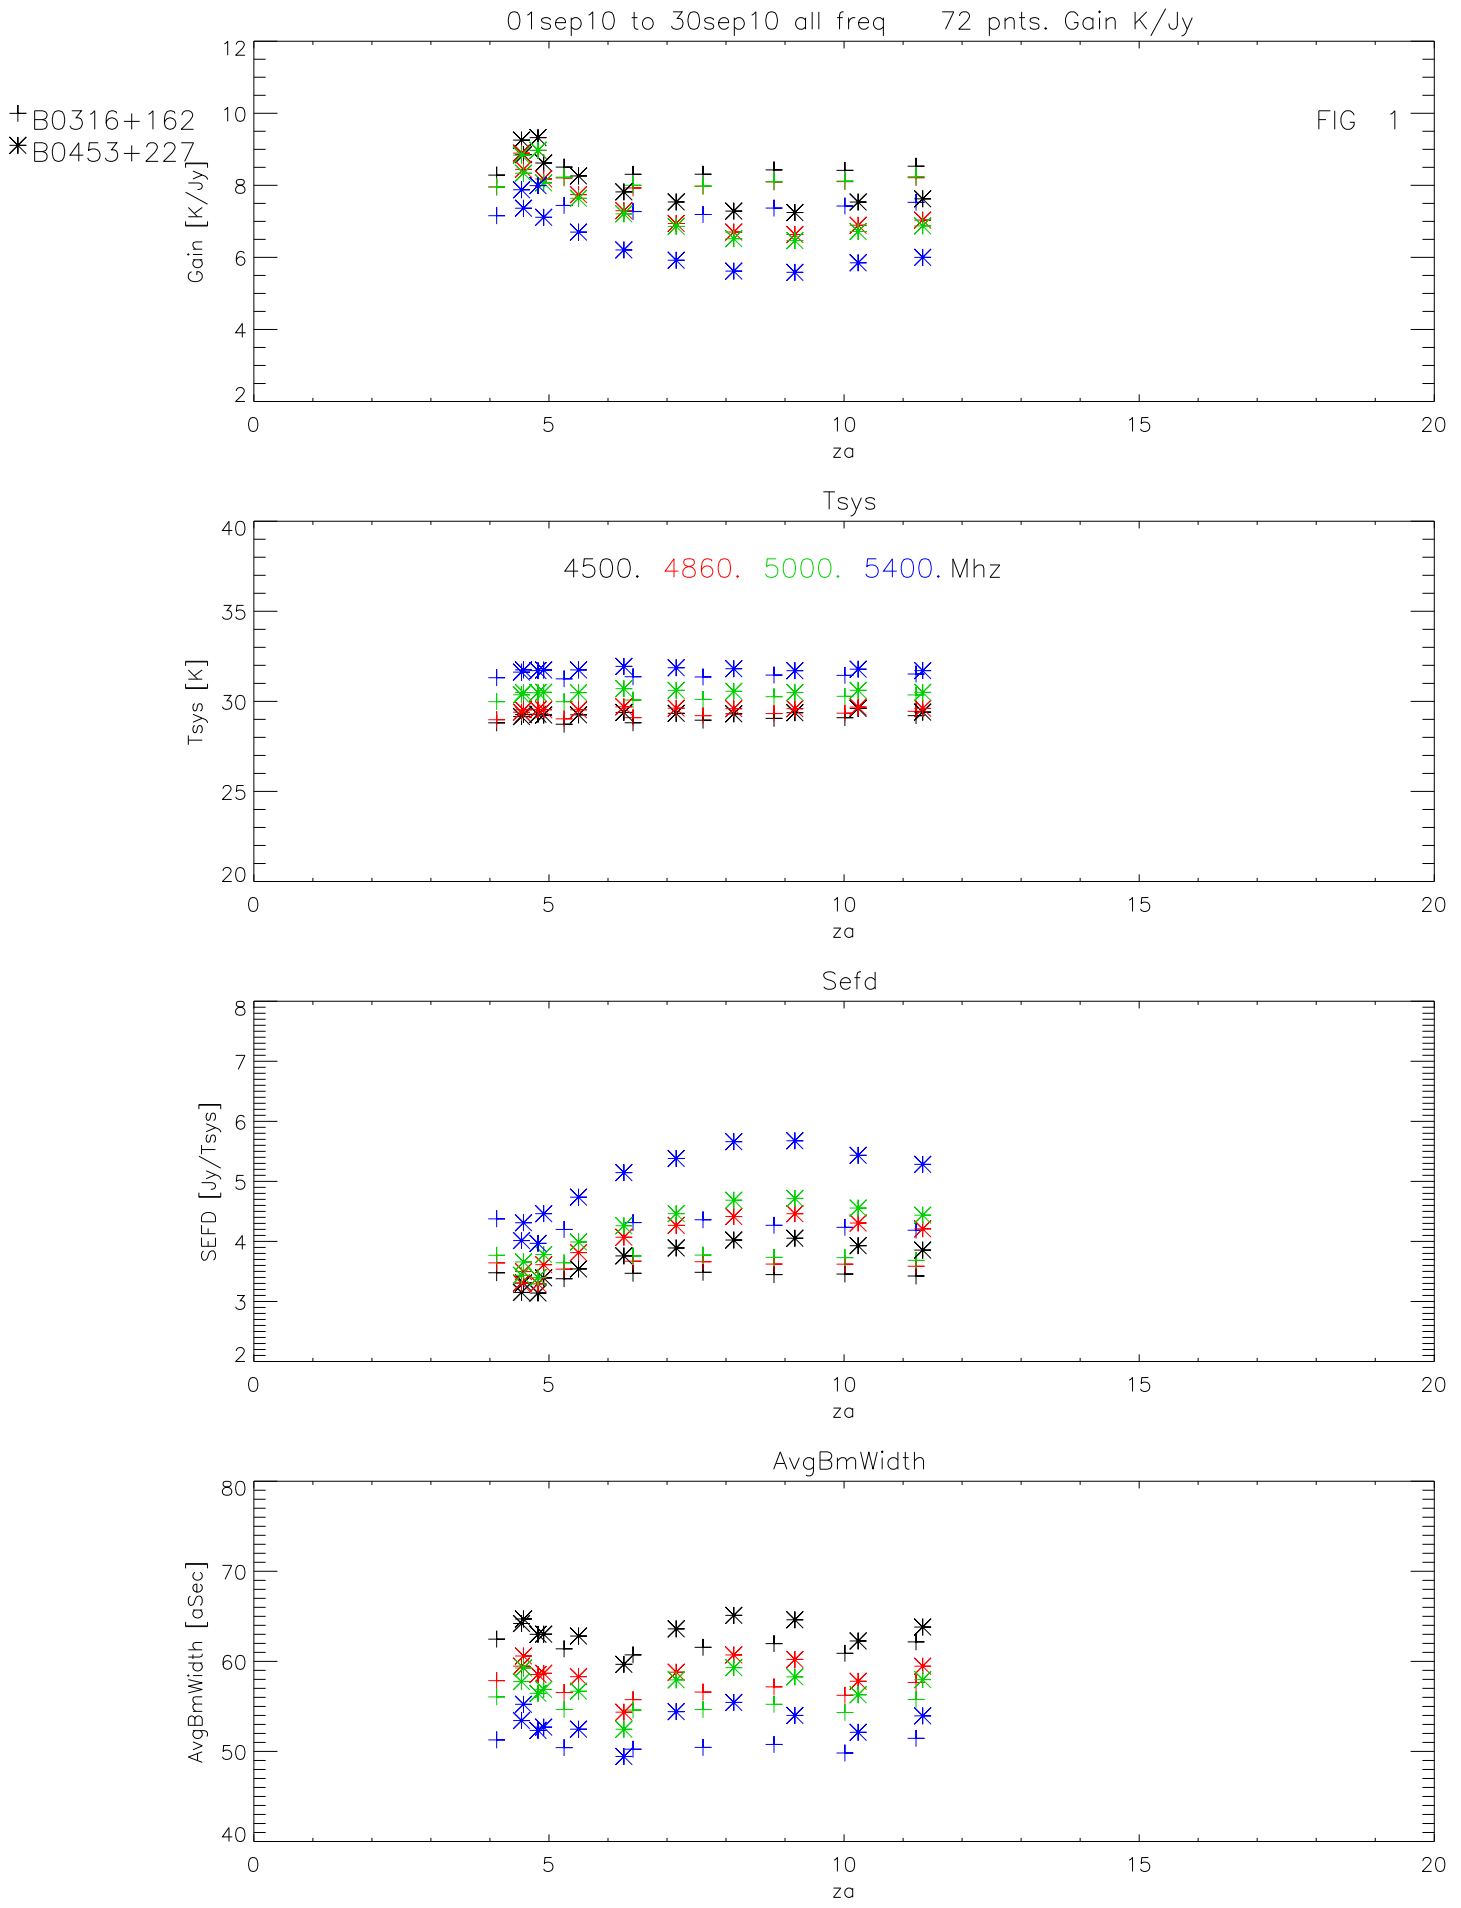 01sep10 to 30sep10 all freq 72 pnts. Gain K/Jy
+ B0316+162
* B0453+227
FIG 1
Gain [K/Jy]
12
10
8
6
4
2
0 5 10 15 20
za
Tsys
4500. 4860. 5000. 5400. Mhz
Tsys [K]
40
35
30
25
20
0 5 10 15 20
za
Sefd
SEFD [Jy/Tsys]
8
7
6
5
4
3
2
0 5 10 15 20
za
AvgBmWidth
AvgBmWidth [aSec]
80
70
60
50
40
0 5 10 15 20
za